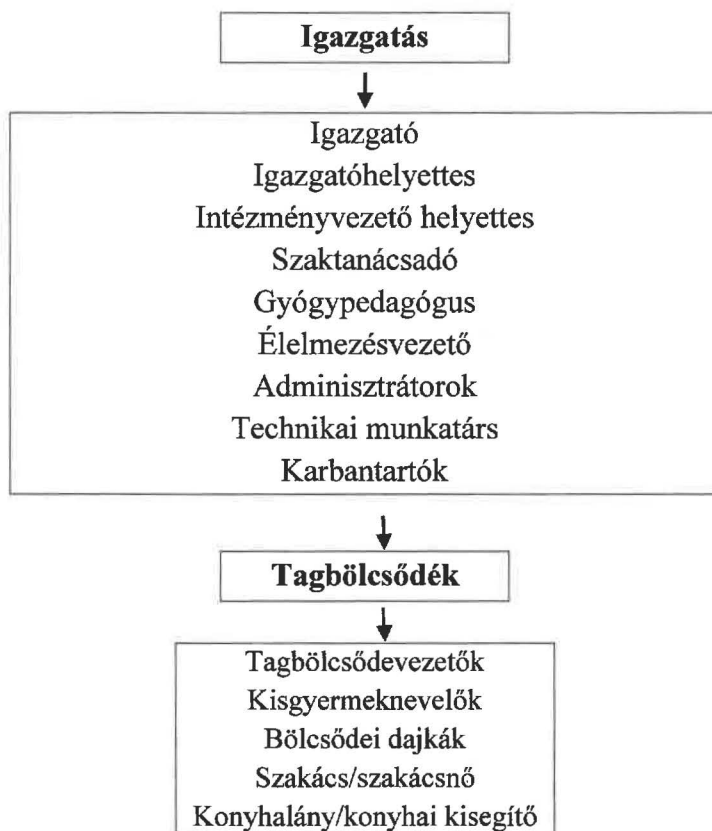 Igazgatás
Igazgató
Igazgatóhelyettes
Intézményvezető helyettes
Szaktanácsadó
Gyógypedagógus
Élelmezésvezető
Adminisztrátorok
Technikai munkatárs
Karbantartók
Tagbölcsődék
Tagbölcsődevezetők
Kisgyermeknevelők
Bölcsődei dajkák
Szakács/szakácsnő
Konyhalány/konyhai kisegítő